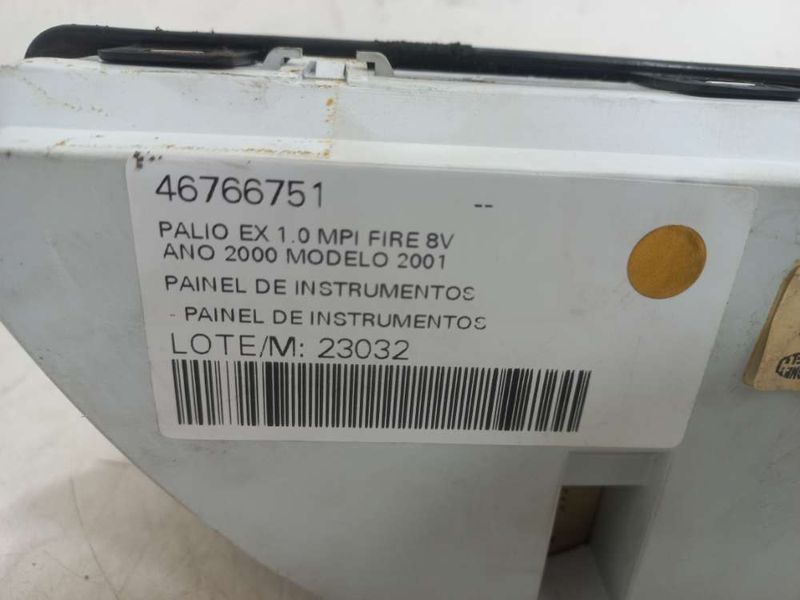 46766751 --
PALIO EX 1.0 MPI FIRE 8V
ANO 2000 MODELO 2001
PAINEL DE INSTRUMENTOS
- PAINEL DE INSTRUMENTOS
LOTE/M: 23032